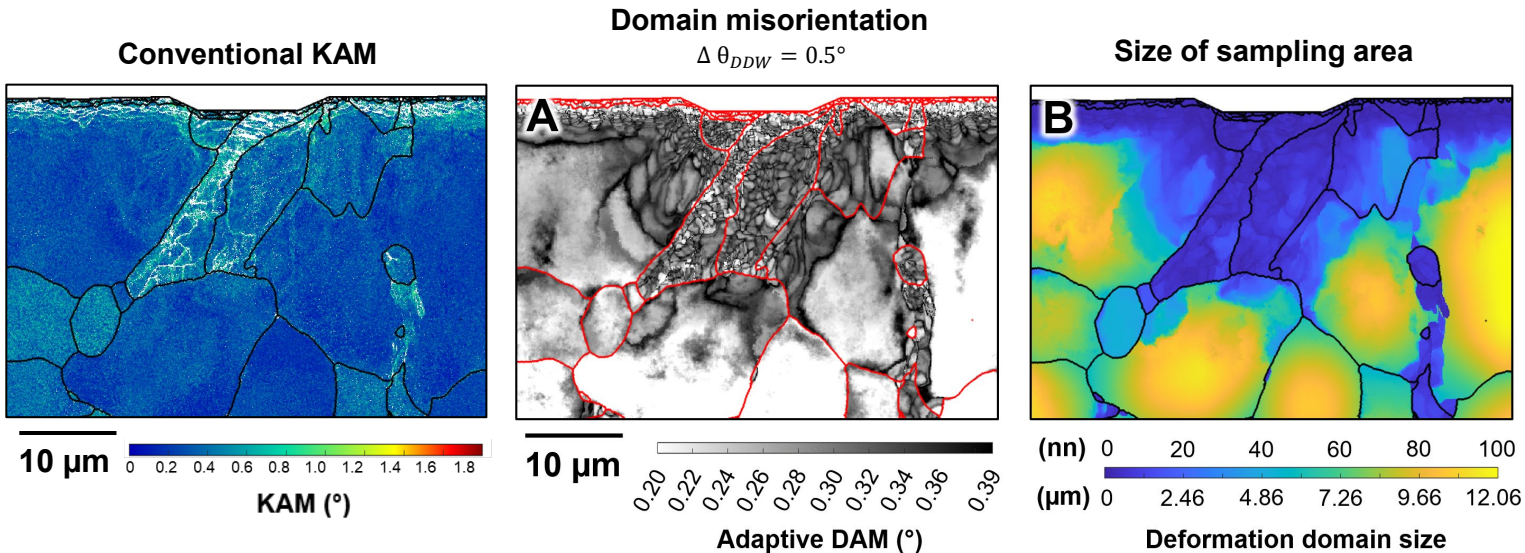 Conventional KAM
Domain misorientation
Δ θDDW = 0.5°
Size of sampling area
A
B
10 µm
0 0.2 0.4 0.6 0.8 1.0 1.2 1.4 1.6 1.8
KAM (°)
10 µm
0.20 0.22 0.24 0.26 0.28 0.30 0.32 0.34 0.36 0.39
Adaptive DAM (°)
(nn) 0 20 40 60 80 100
(µm) 0 2.46 4.86 7.26 9.66 12.06
Deformation domain size